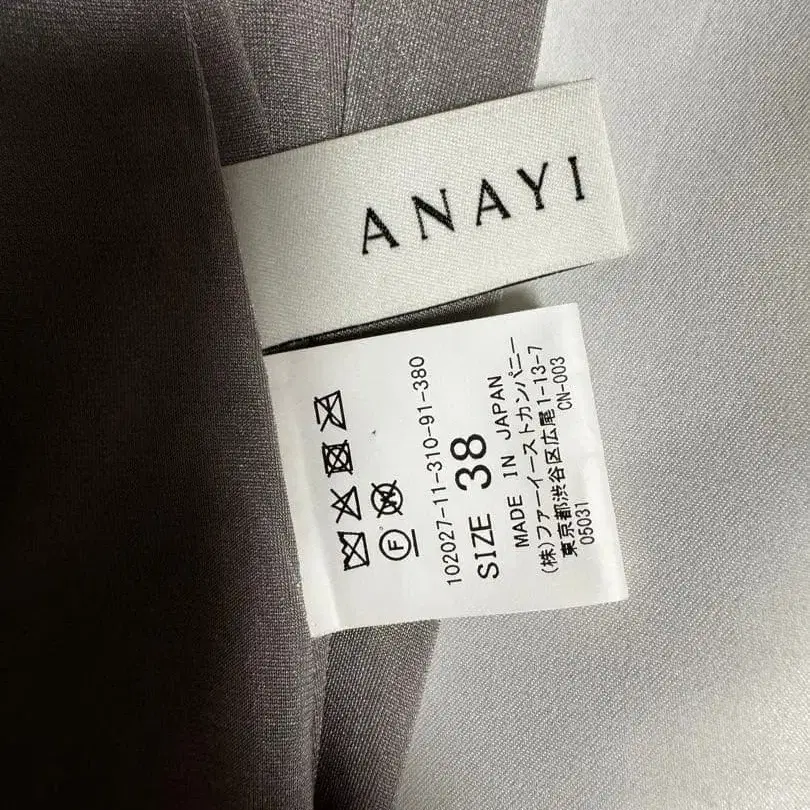 ANAYI
F
W
102027-11-310-91-380
SIZE 38
MADE IN JAPAN
(株)ファーイーストカンパニー
東京都渋谷区広尾1-13-7
05031 CN-003